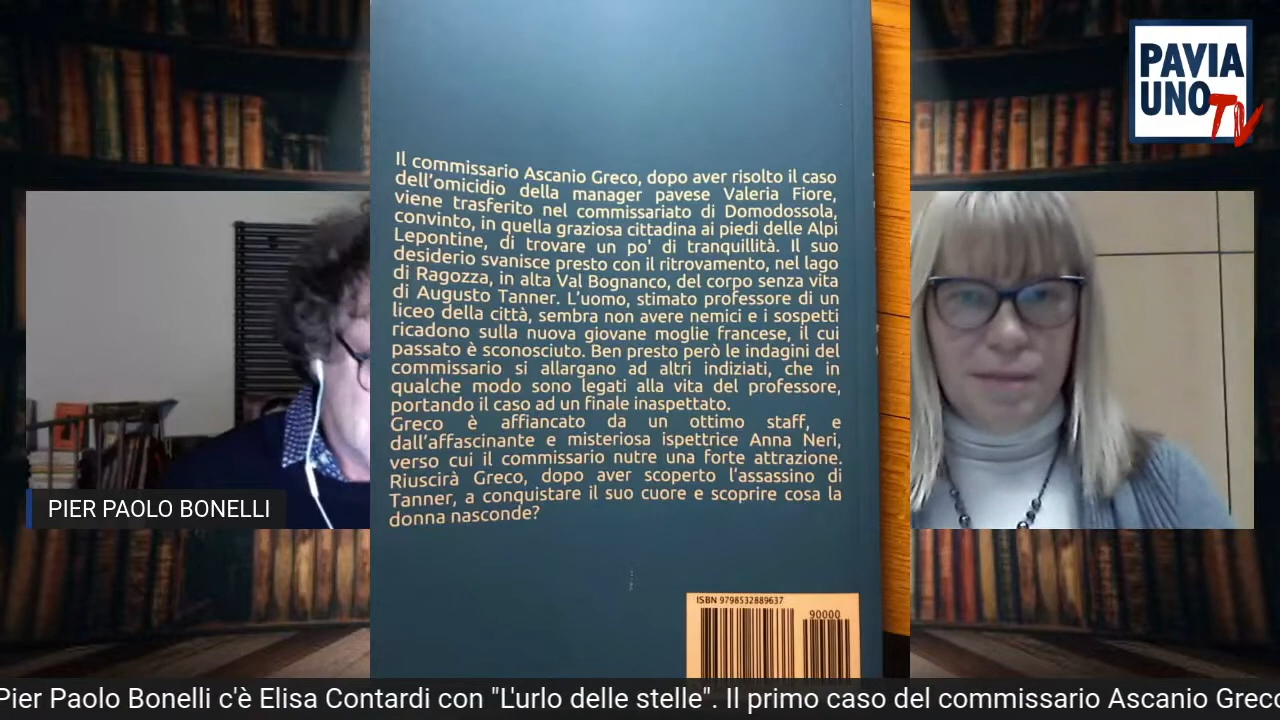 PAVIA
UNO TV
Il commissario Ascanio Greco, dopo aver risolto il caso
dell'omicidio della manager pavese Valeria Fiore,
viene trasferito nel commissariato di Domodossola,
convinto, in quella graziosa cittadina ai piedi delle Alpi
Lepontine, di trovare un po' di tranquillità. Il suo
desiderio svanisce presto con il ritrovamento, nel lago
di Ragozza, in alta Val Bognanco, del corpo senza vita
di Augusto Tanner. L'uomo, stimato professore di un
liceo della città, sembra non avere nemici e i sospetti
ricadono sulla nuova giovane moglie francese, il cui
passato è sconosciuto. Ben presto però le indagini del
commissario si allargano ad altri indiziati, che in
qualche modo sono legati alla vita del professore,
portando il caso ad un finale inaspettato.
Greco è affiancato da un ottimo staff, e
dall'affascinante e misteriosa ispettrice Anna Neri,
verso cui il commissario nutre una forte attrazione.
Riuscirà Greco, dopo aver scoperto l'assassino di
Tanner, a conquistare il suo cuore e scoprire cosa la
donna nasconde?
PIER PAOLO BONELLI
ISBN 9798532889637
90000
Pier Paolo Bonelli c'è Elisa Contardi con "L'urlo delle stelle". Il primo caso del commissario Ascanio Greco